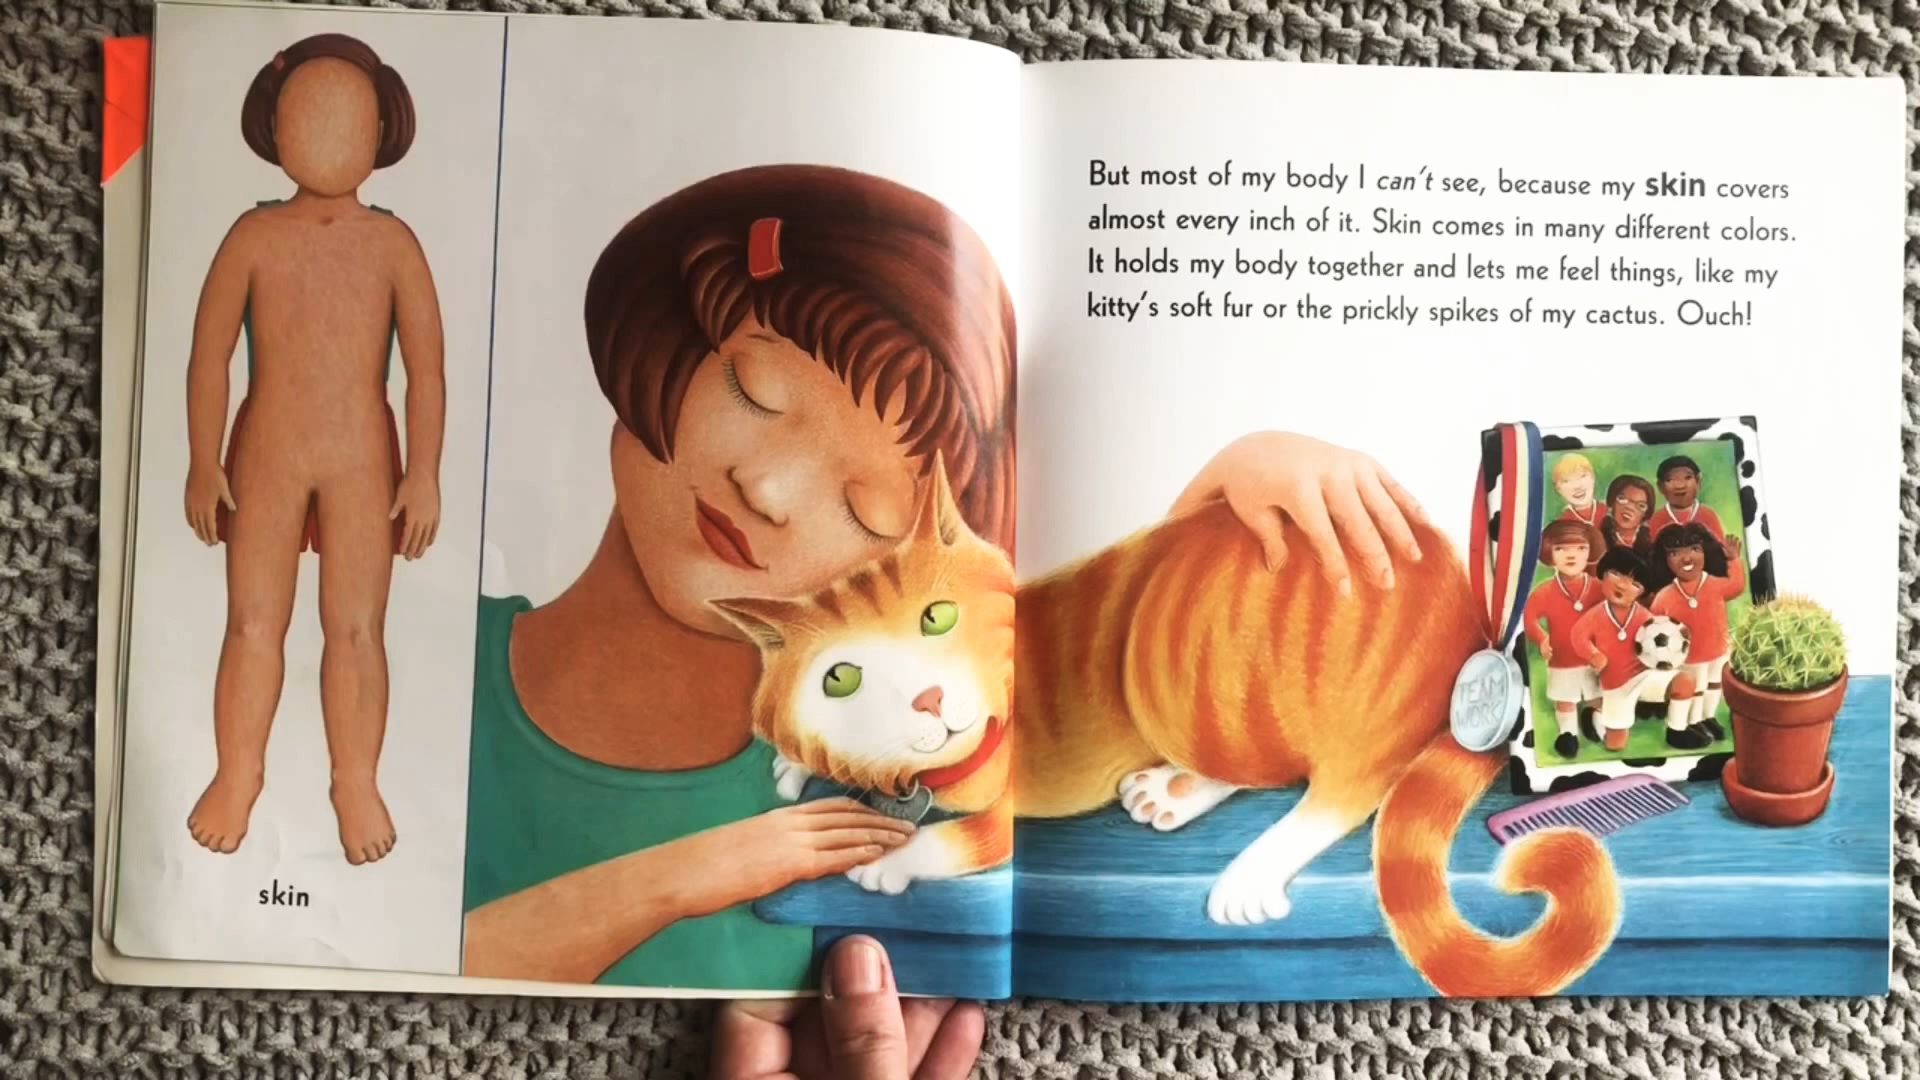 skin
But most of my body I can't see, because my skin covers
almost every inch of it. Skin comes in many different colors.
It holds my body together and lets me feel things, like my
kitty's soft fur or the prickly spikes of my cactus. Ouch!
TEAM
WORK